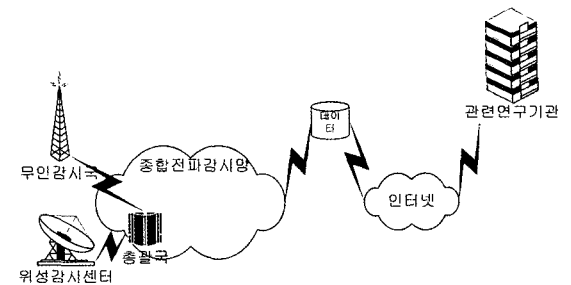 관련연구기관
데이
터
종합전파감시망
무인감시국
인터넷
총괄국
위성감시센터